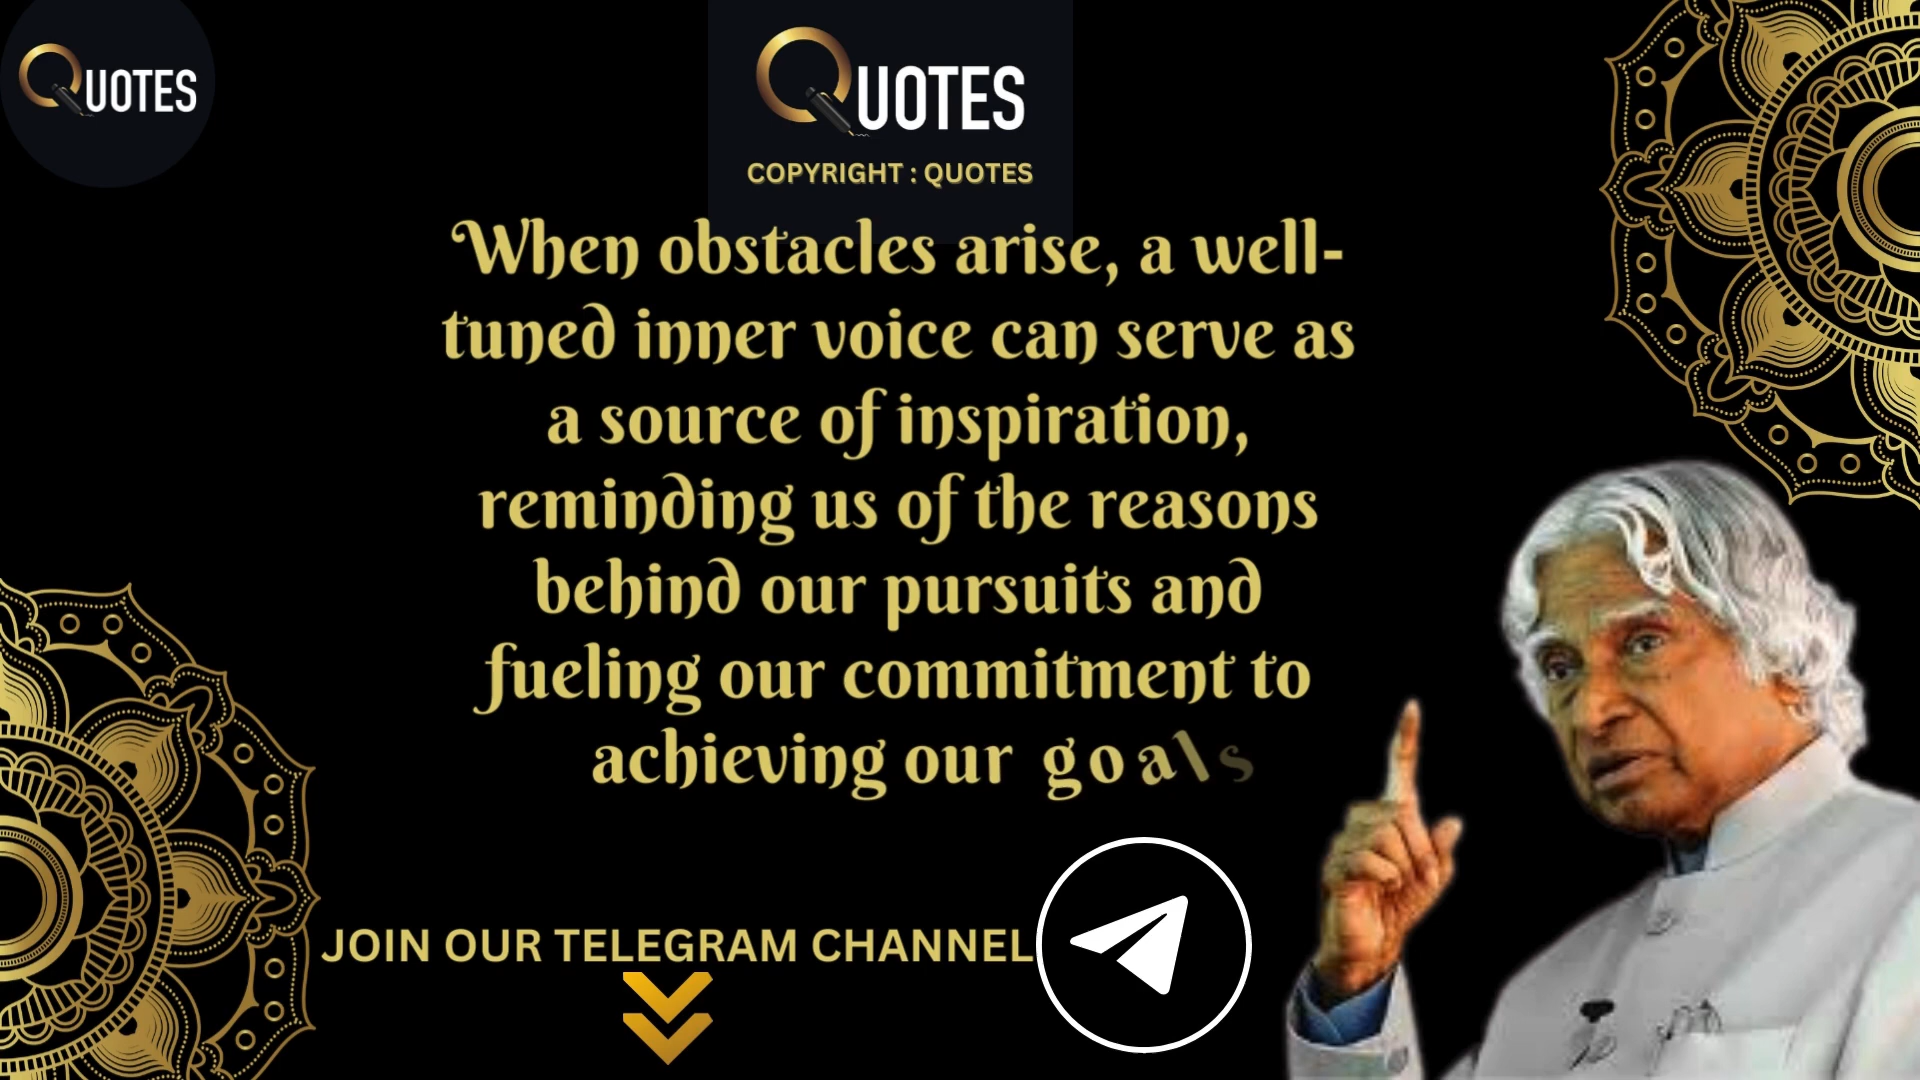 QUOTES
QUOTES
COPYRIGHT : QUOTES
When obstacles arise, a well-
tuned inner voice can serve as
a source of inspiration,
reminding us of the reasons
behind our pursuits and
fueling our commitment to
achieving our goals
JOIN OUR TELEGRAM CHANNEL